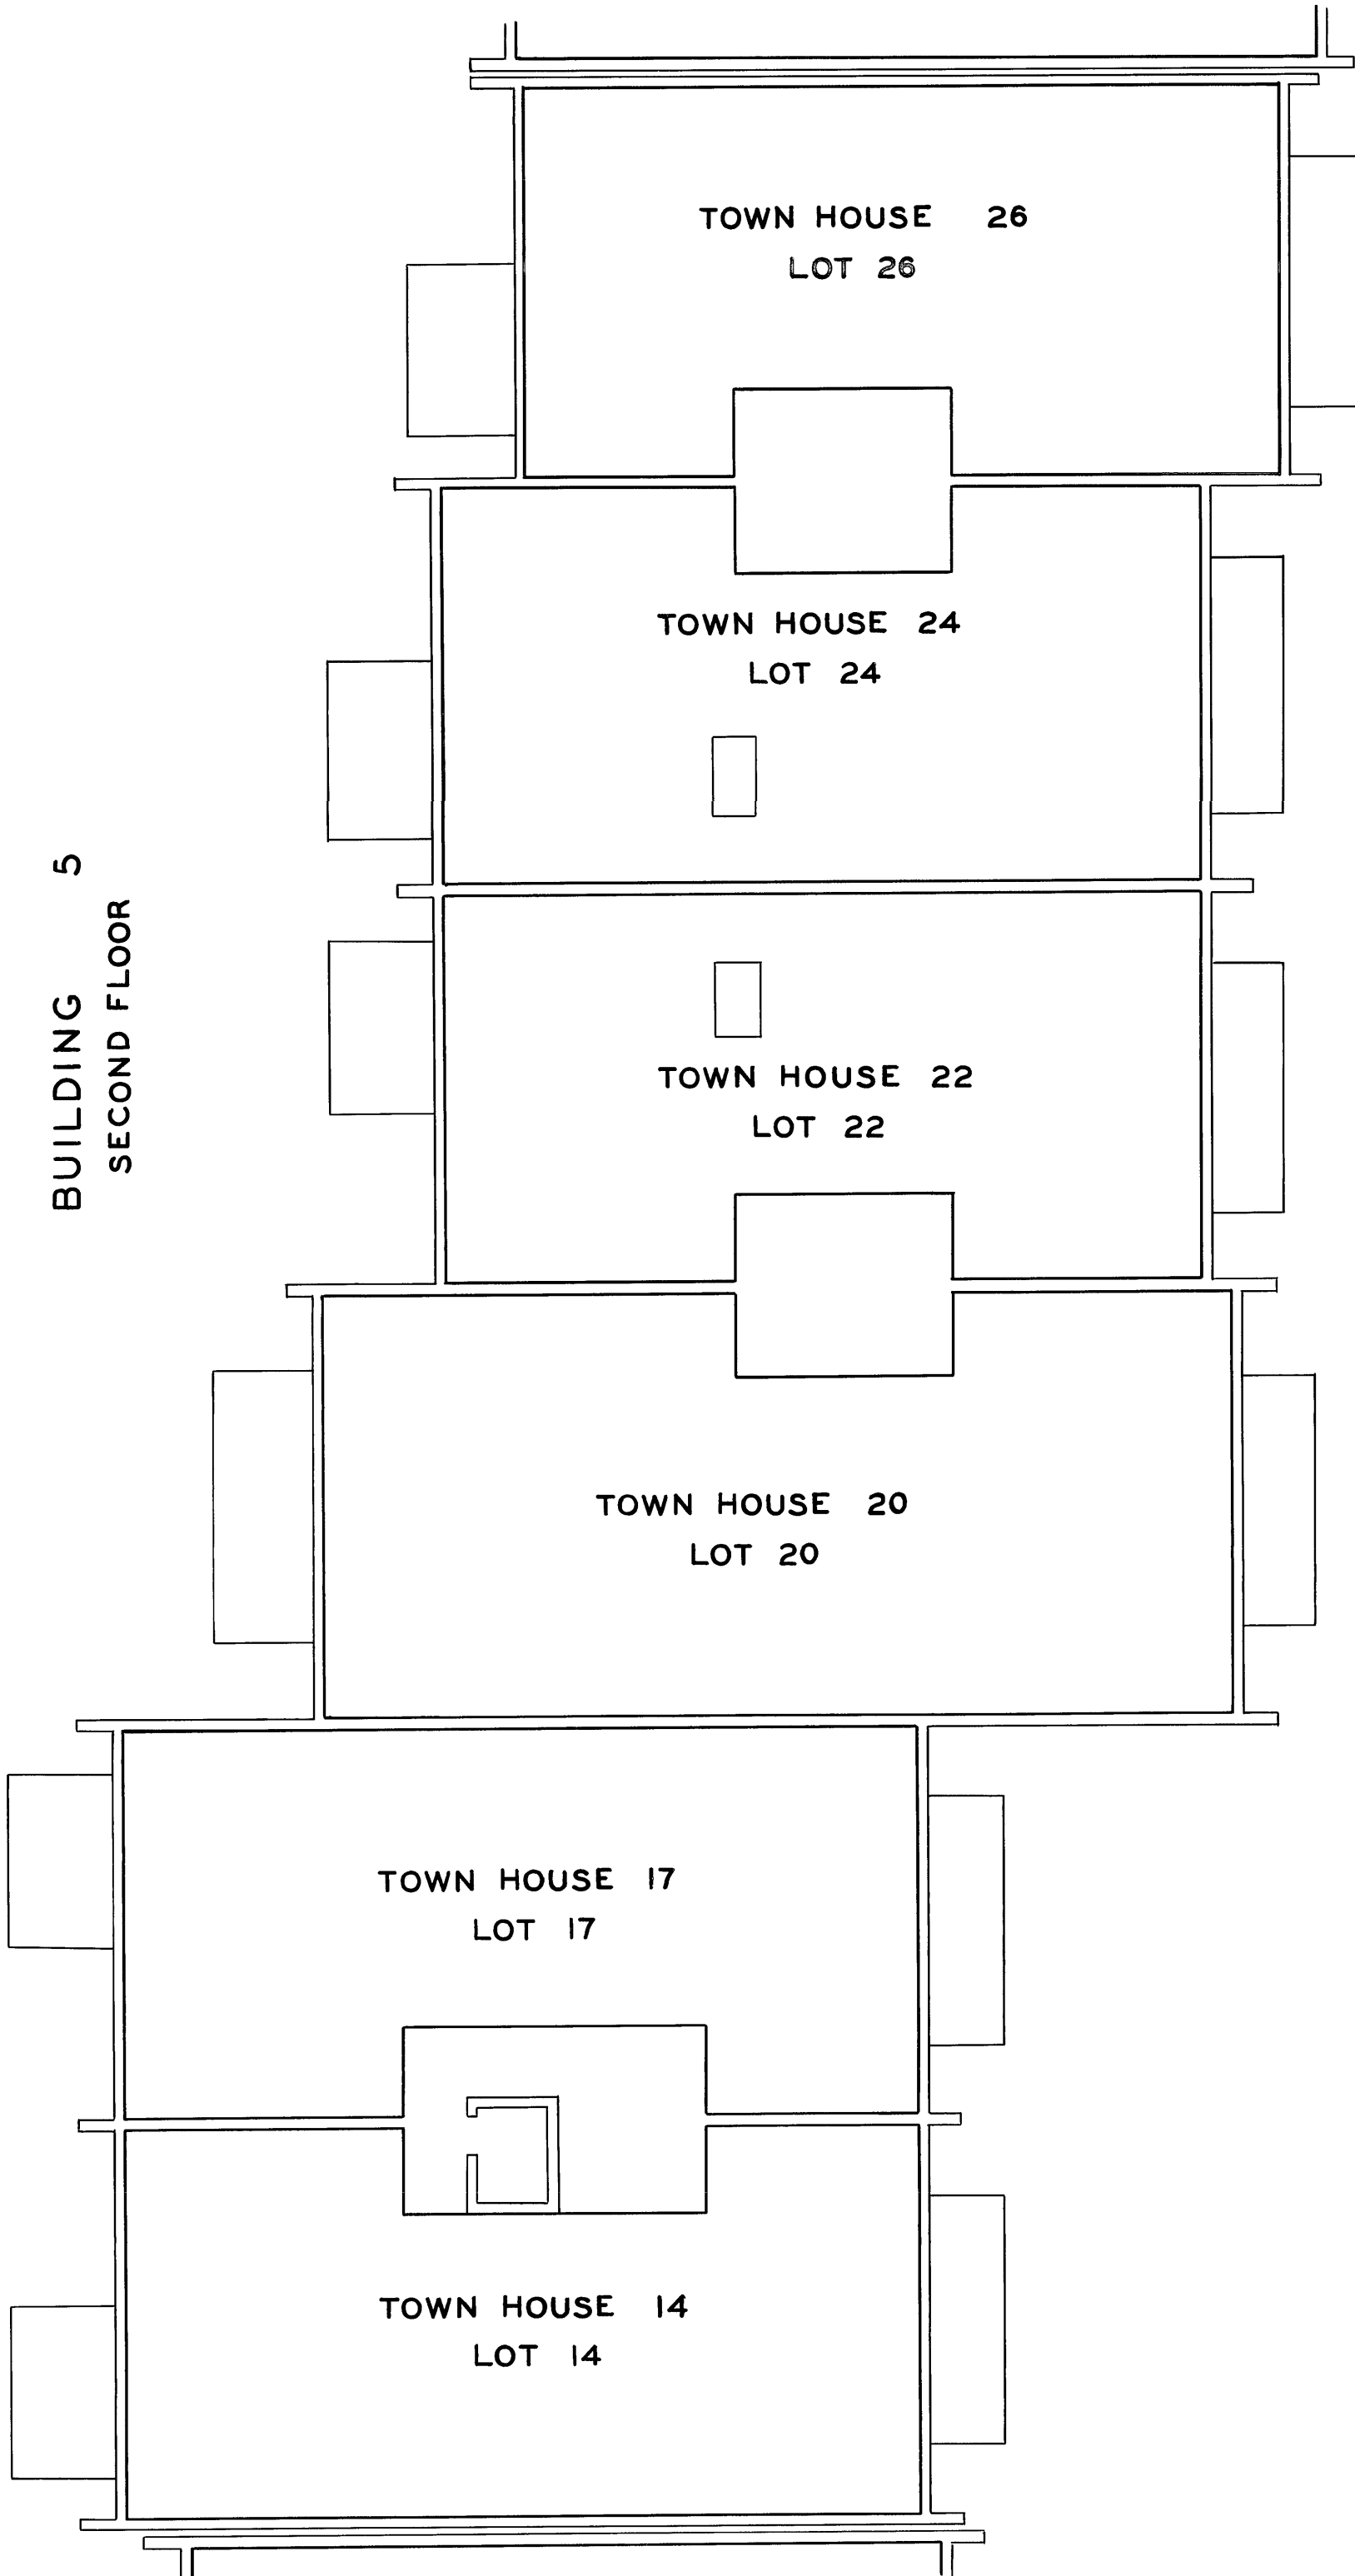 BUILDING 5
SECOND FLOOR
TOWN HOUSE 26
LOT 26
TOWN HOUSE 24
LOT 24
TOWN HOUSE 22
LOT 22
TOWN HOUSE 20
LOT 20
TOWN HOUSE 17
LOT 17
TOWN HOUSE 14
LOT 14